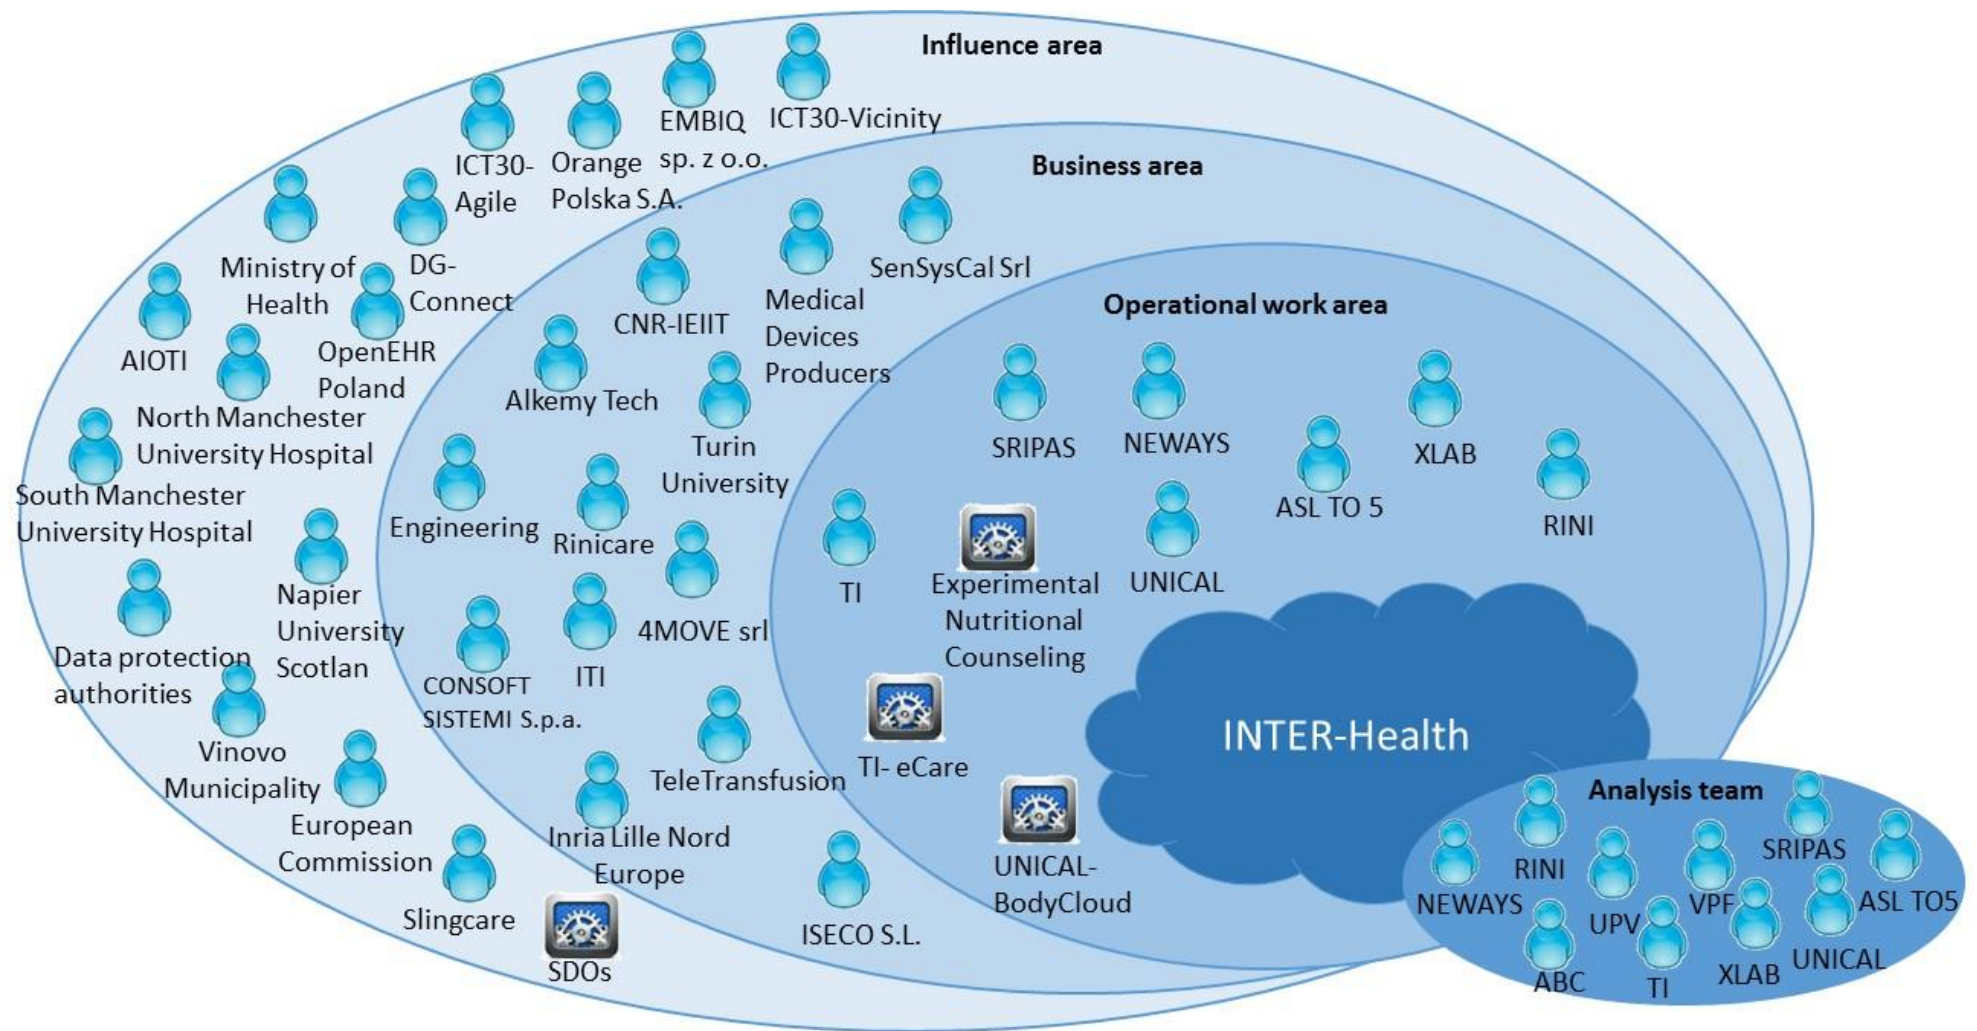 Influence area
EMBIQ
sp. z o.o.
ICT30-Vicinity
ICT30-
Agile
Orange
Polska S.A.
Ministry of
Health
DG-
Connect
AIOTI
OpenEHR
Poland
North Manchester
University Hospital
South Manchester
University Hospital
Napier
University
Scotlan
Data protection
authorities
Vinovo
Municipality
European
Commission
Slingcare
SDOs
Business area
SenSysCal Srl
Medical
Devices
Producers
CNR-IEIIT
Alkemy Tech
Turin
University
Engineering
Rinicare
4MOVE srl
ITI
CONSOFT
SISTEMI S.p.a.
TeleTransfusion
Inria Lille Nord
Europe
ISECO S.L.
Operational work area
SRIPAS
NEWAYS
XLAB
ASL TO 5
RINI
TI
Experimental
Nutritional
Counseling
UNICAL
TI- eCare
UNICAL-
BodyCloud
INTER-Health
Analysis team
RINI
SRIPAS
NEWAYS
UPV
VPF
ASL TO5
ABC
TI
XLAB
UNICAL